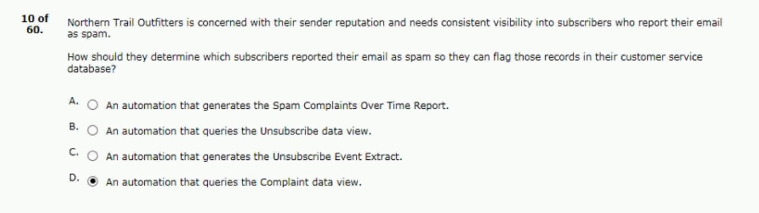 10 of 60.
Northern Trail Outfitters is concerned with their sender reputation and needs consistent visibility into subscribers who report their email
as spam.
How should they determine which subscribers reported their email as spam so they can flag those records in their customer service
database?
A. An automation that generates the Spam Complaints Over Time Report.
B. An automation that queries the Unsubscribe data view.
C. An automation that generates the Unsubscribe Event Extract.
D. An automation that queries the Complaint data view.